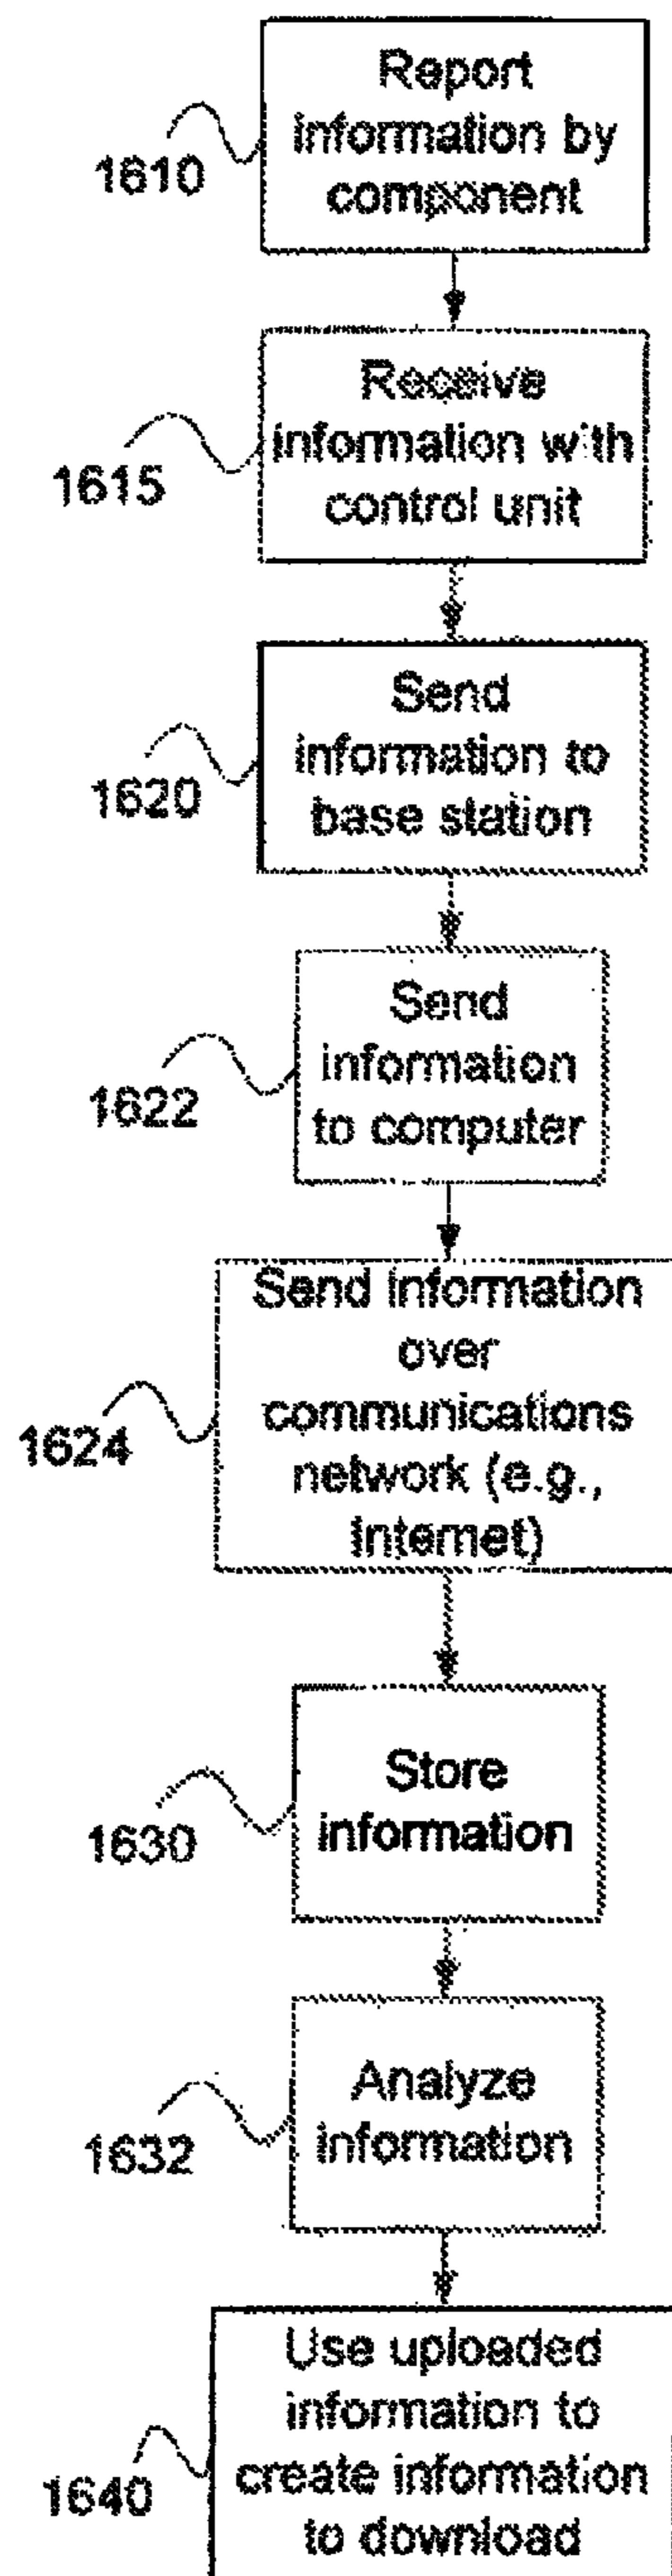 Report
information by
component
1610
Receive
information with
control unit
1615
Send
information to
base station
1620
Send
information
to computer
1622
Send information
over
communications
network (e.g.,
Internet)
1624
Store
information
1630
Analyze
information
1632
Use uploaded
information to
create information
to download
1640